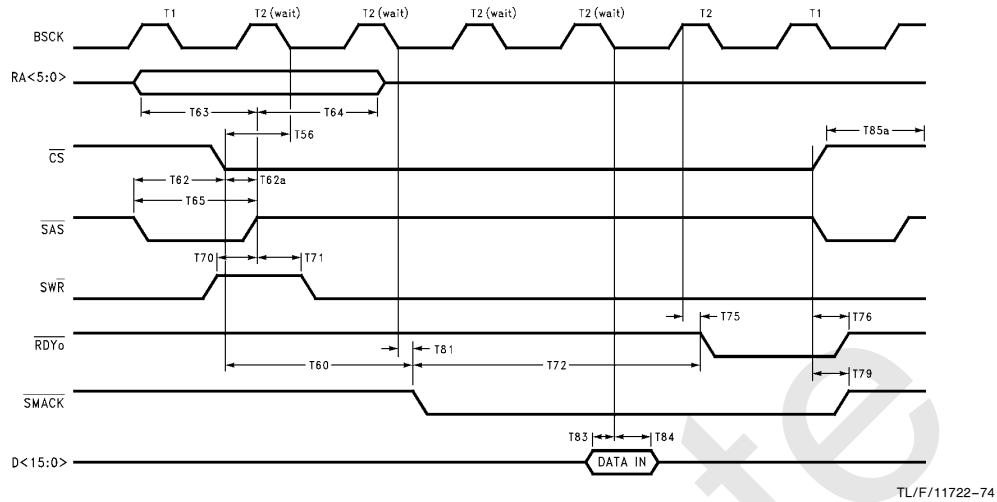 T1 T2 (wait) T2 (wait) T2 (wait) T2 (wait) T2 T1
BSCK
RA<5:0>
T63 T64
T56 T85a
CS
T62 T62a
T65
SAS
T70 T71
SWR
T75 T76
RDYo
T81
T60 T72
T79
SMACK
T83 T84
D<15:0> DATA IN
TL/F/11722–74
te